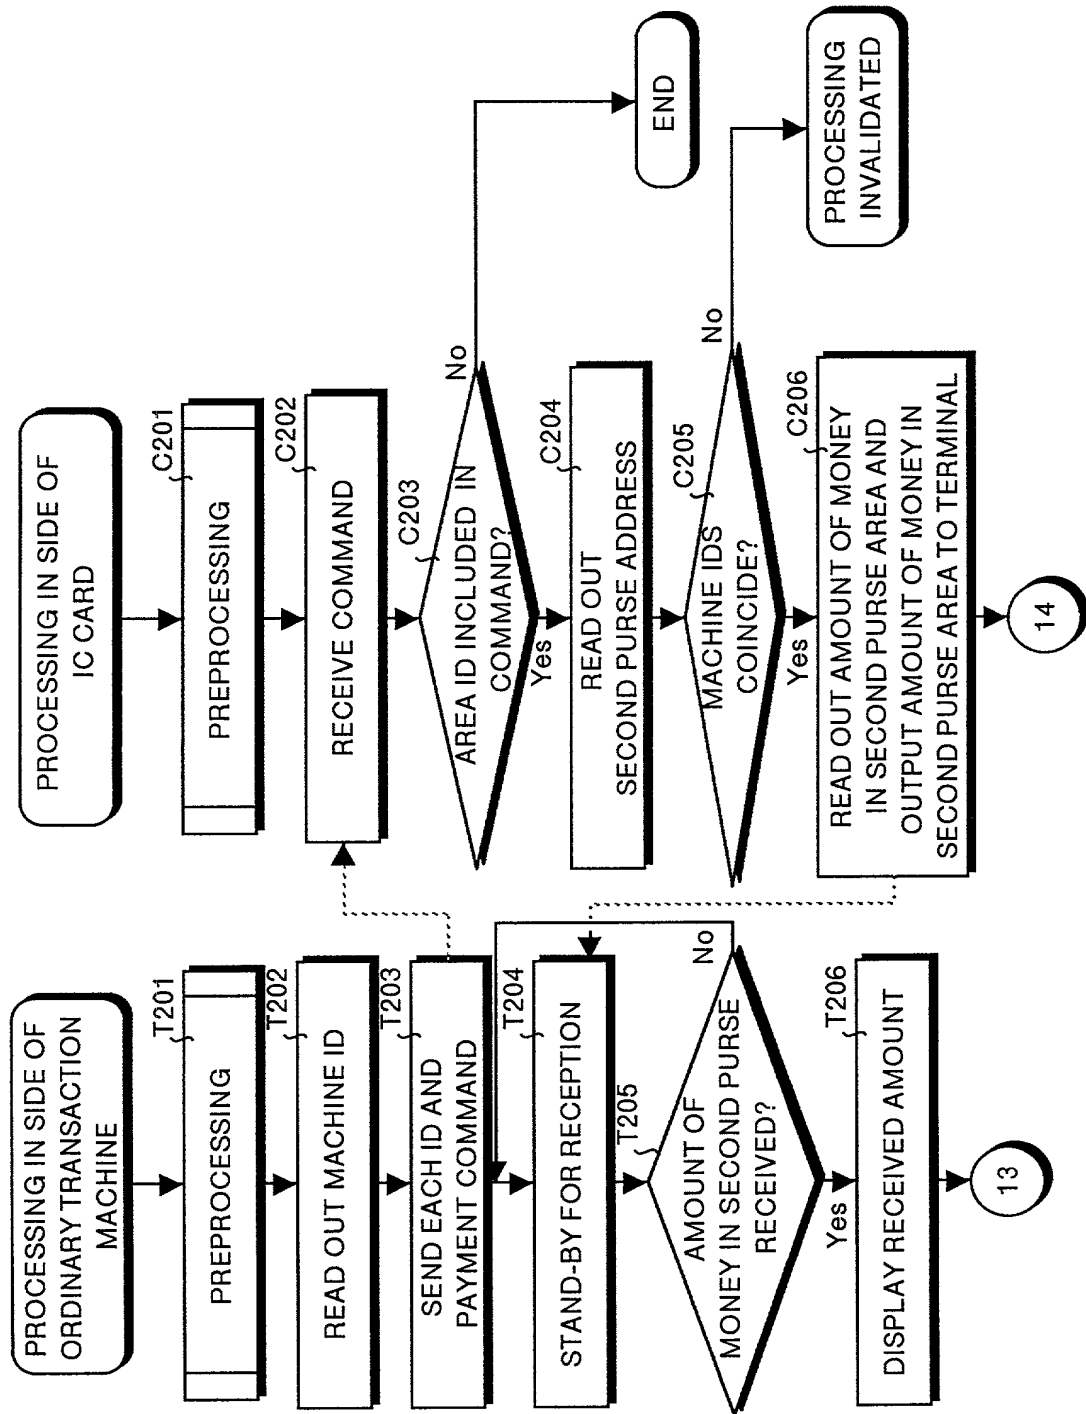 PROCESSING IN SIDE OF
ORDINARY TRANSACTION
MACHINE
T201
PREPROCESSING
T202
READ OUT MACHINE ID
T203
SEND EACH ID AND
PAYMENT COMMAND
T204
STAND-BY FOR RECEPTION
T205
AMOUNT OF
MONEY IN SECOND PURSE
RECEIVED?
No
Yes
T206
DISPLAY RECEIVED AMOUNT
13
PROCESSING IN SIDE OF
IC CARD
C201
PREPROCESSING
C202
RECEIVE COMMAND
C203
AREA ID INCLUDED IN
COMMAND?
No
Yes
END
C204
READ OUT
SECOND PURSE ADDRESS
C205
MACHINE IDS
COINCIDE?
No
Yes
PROCESSING
INVALIDATED
C206
READ OUT AMOUNT OF MONEY
IN SECOND PURSE AREA AND
OUTPUT AMOUNT OF MONEY IN
SECOND PURSE AREA TO TERMINAL
14